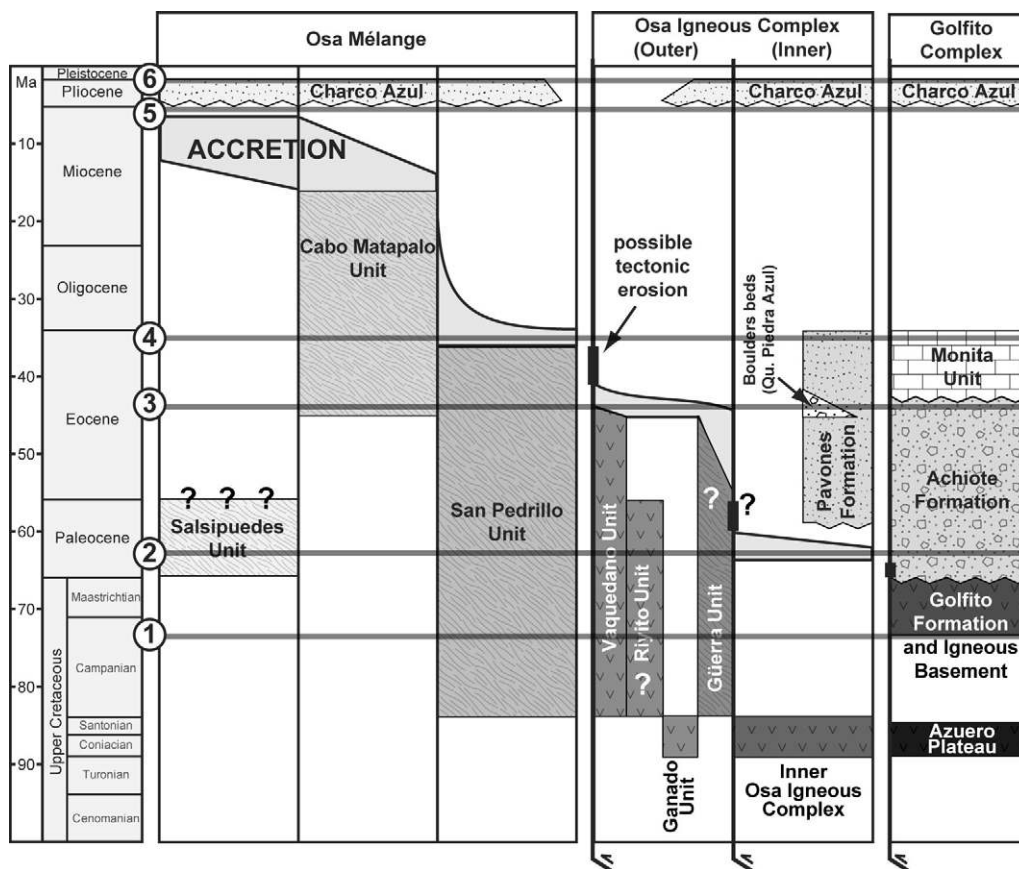 Osa Mélange
Osa Igneous Complex
(Outer)
(Inner)
Golfito
Complex
Ma
Pleistocene
Pliocene
Miocene
Oligocene
Eocene
Paleocene
Upper Cretaceous
Maastrichtian
Campanian
Santonian
Coniacian
Turonian
Cenomanian
10
20
30
40
50
60
70
80
90
6
5
4
3
2
1
Charco Azul
Charco Azul
Charco Azul
ACCRETION
Cabo Matapalo
Unit
possible
tectonic
erosion
Boulders beds
(Qu. Piedra Azul)
Monita
Unit
? ? ?
Salsipuedes
Unit
San Pedrillo
Unit
Vaquedano Unit
Riyito Unit
?
Ganado
Unit
?
Güerra Unit
?
Pavones
Formation
Achiote
Formation
Golfito
Formation
and Igneous
Basement
Inner
Osa Igneous
Complex
Azuero
Plateau